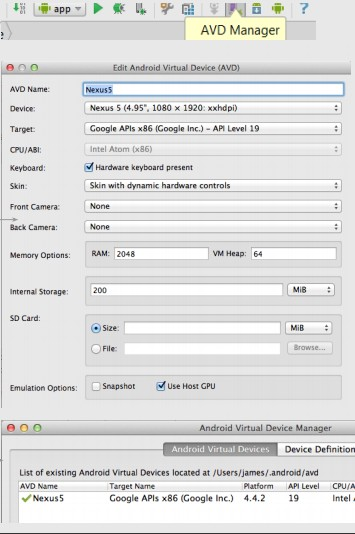 app
?
e
AVD Manager
Edit Android Virtual Device (AVD)
AVD Name: Nexus5
Device: Nexus 5 (4.95", 1080 × 1920: xxhdpi)
Target: Google APIs x86 (Google Inc.) – API Level 19
CPU/ABI: Intel Atom (x86)
Keyboard: Hardware keyboard present
Skin: Skin with dynamic hardware controls
Front Camera: None
Back Camera: None
Memory Options: RAM: 2048 VM Heap: 64
Internal Storage: 200 MiB
SD Card:
Size: MiB
File: Browse...
Emulation Options: Snapshot Use Host GPU
Android Virtual Device Manager
Android Virtual Devices Device Definition
List of existing Android Virtual Devices located at /Users/james/.android/avd
AVD Name Target Name Platform API Level CPU/A
Nexus5 Google APIs x86 (Google Inc.) 4.4.2 19 Intel